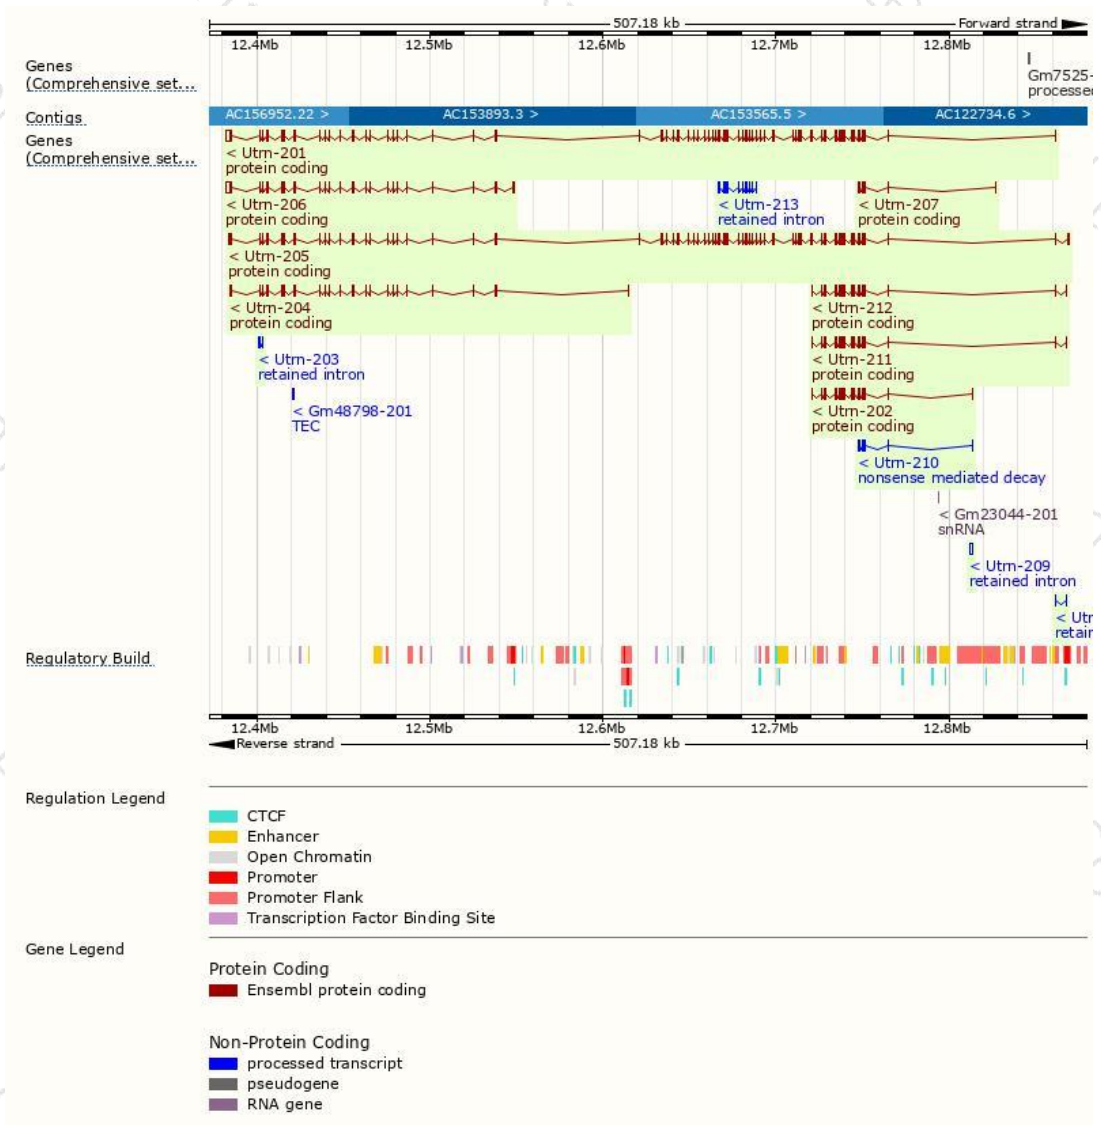 507.18 kb Forward strand
12.4Mb 12.5Mb 12.6Mb 12.7Mb 12.8Mb
Genes
(Comprehensive set...
Gm7525-
processed
Contigs
AC156952.22 > AC153893.3 > AC153565.5 > AC122734.6 >
Genes
(Comprehensive set...
< Utrn-201
protein coding
< Utrn-206 < Utrn-213 < Utrn-207
protein coding retained intron protein coding
< Utrn-205
protein coding
< Utrn-204 < Utrn-212
protein coding protein coding
< Utrn-203 < Utrn-211
retained intron protein coding
< Gm48798-201 < Utrn-202
TEC protein coding
< Utrn-210
nonsense mediated decay
< Gm23044-201
snRNA
< Utrn-209
retained intron
< Utr
retain
Regulatory Build
12.4Mb 12.5Mb 12.6Mb 12.7Mb 12.8Mb
Reverse strand 507.18 kb
Regulation Legend
CTCF
Enhancer
Open Chromatin
Promoter
Promoter Flank
Transcription Factor Binding Site
Gene Legend
Protein Coding
Ensembl protein coding
Non-Protein Coding
processed transcript
pseudogene
RNA gene